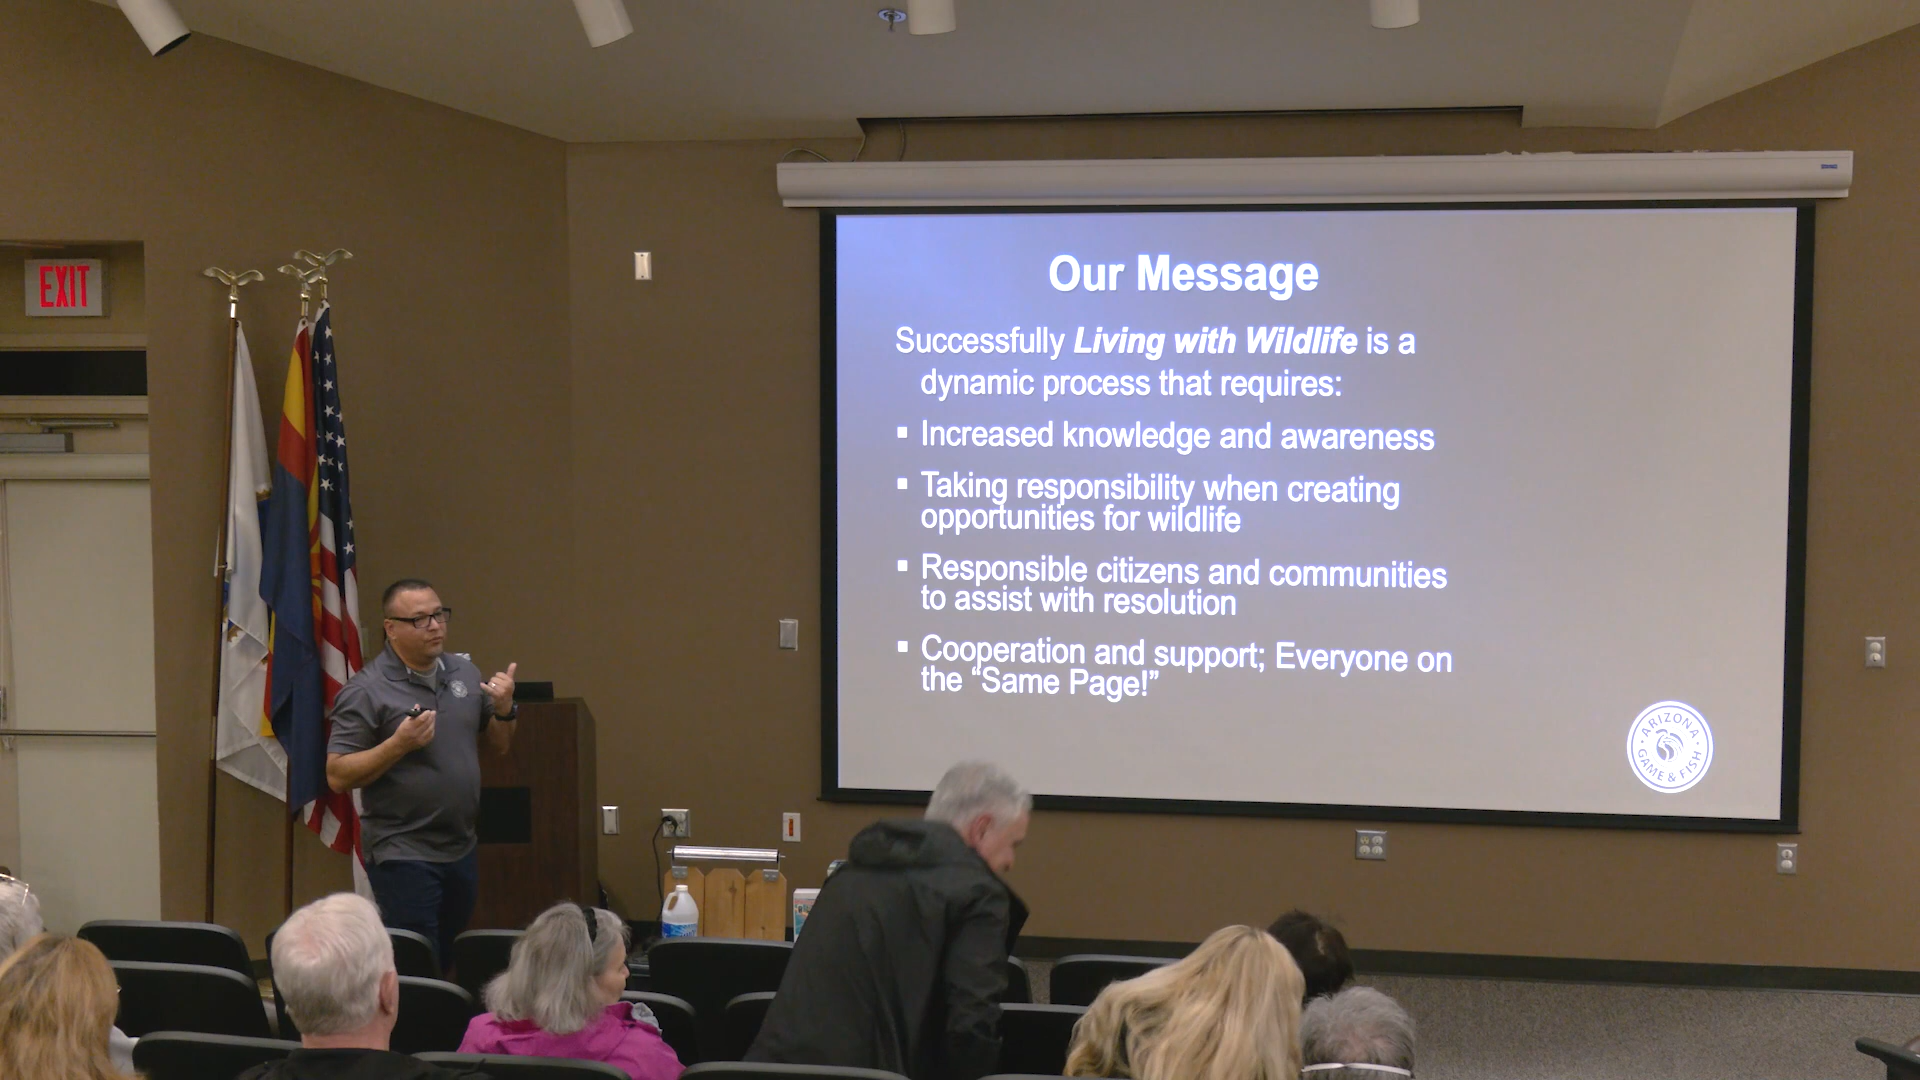 EXIT
Our Message
Successfully Living with Wildlife is a
dynamic process that requires:
▪ Increased knowledge and awareness
▪ Taking responsibility when creating
opportunities for wildlife
▪ Responsible citizens and communities
to assist with resolution
▪ Cooperation and support; Everyone on
the “Same Page!”
ARIZONA
GAME & FISH